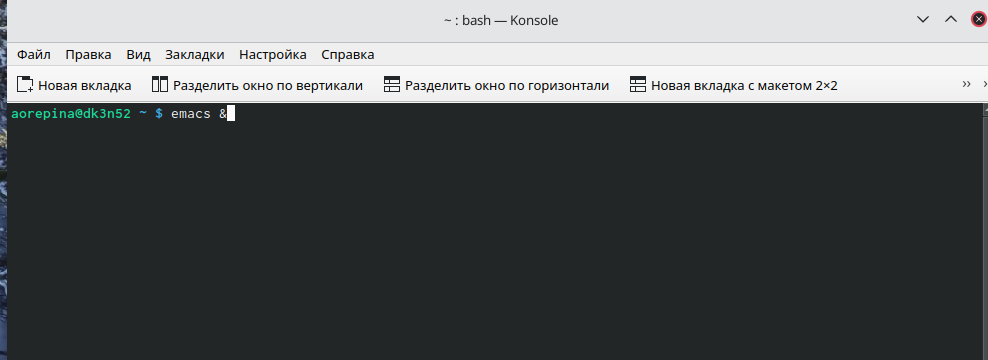 ~ : bash — Konsole
Файл Правка Вид Закладки Настройка Справка
Новая вкладка Разделить окно по вертикали Разделить окно по горизонтали Новая вкладка с макетом 2×2
aorepina@dk3n52 ~ $ emacs &